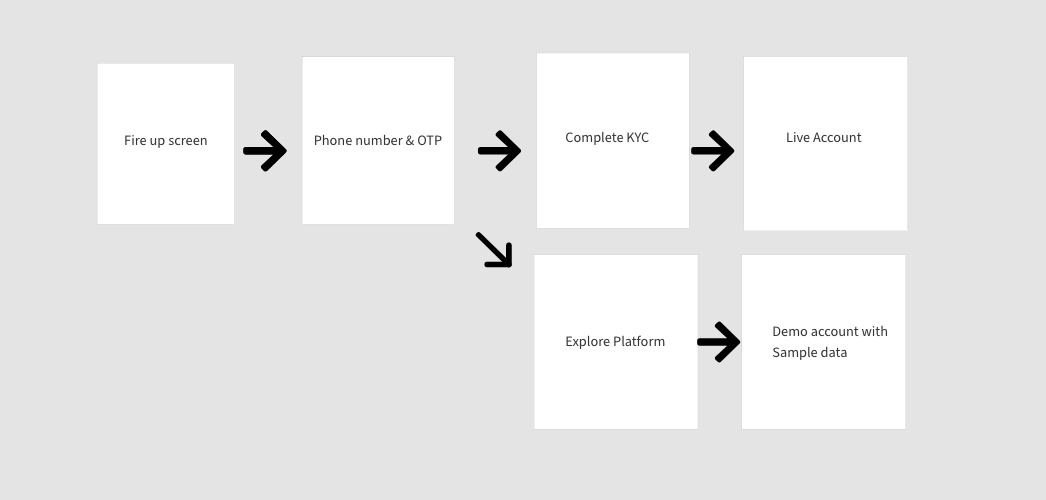 Fire up screen
Phone number & OTP
Complete KYC
Live Account
Explore Platform
Demo account with
Sample data